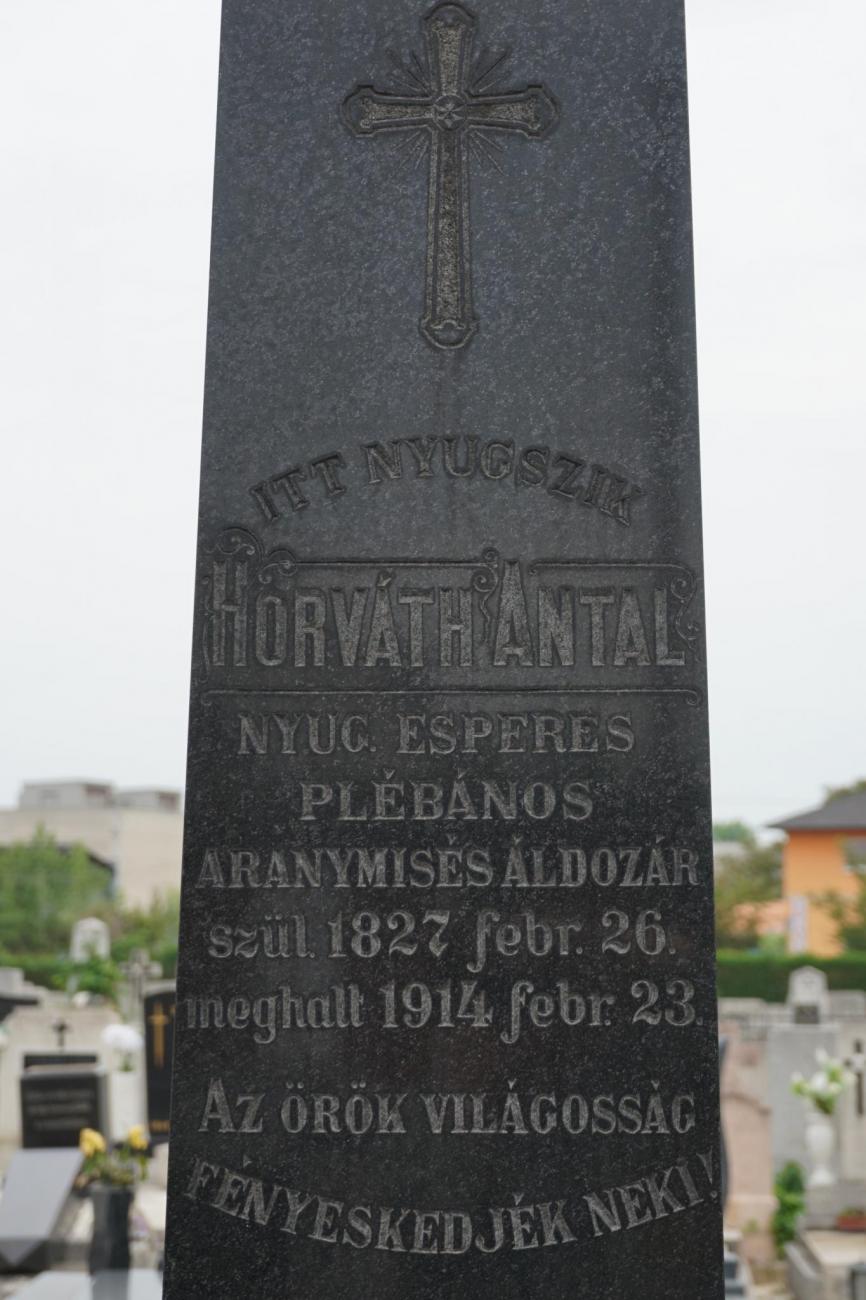 ITT NYUGSZIK
HORVÁTH ANTAL
NYUG. ESPERES
PLÉBÁNOS
ARANYMISÉS ÁLDOZÁR
szül. 1827 febr. 26.
meghalt 1914 febr. 23.
AZ ÖRÖK VILÁGOSSÁG
FÉNYESKEDJÉK NEKI!